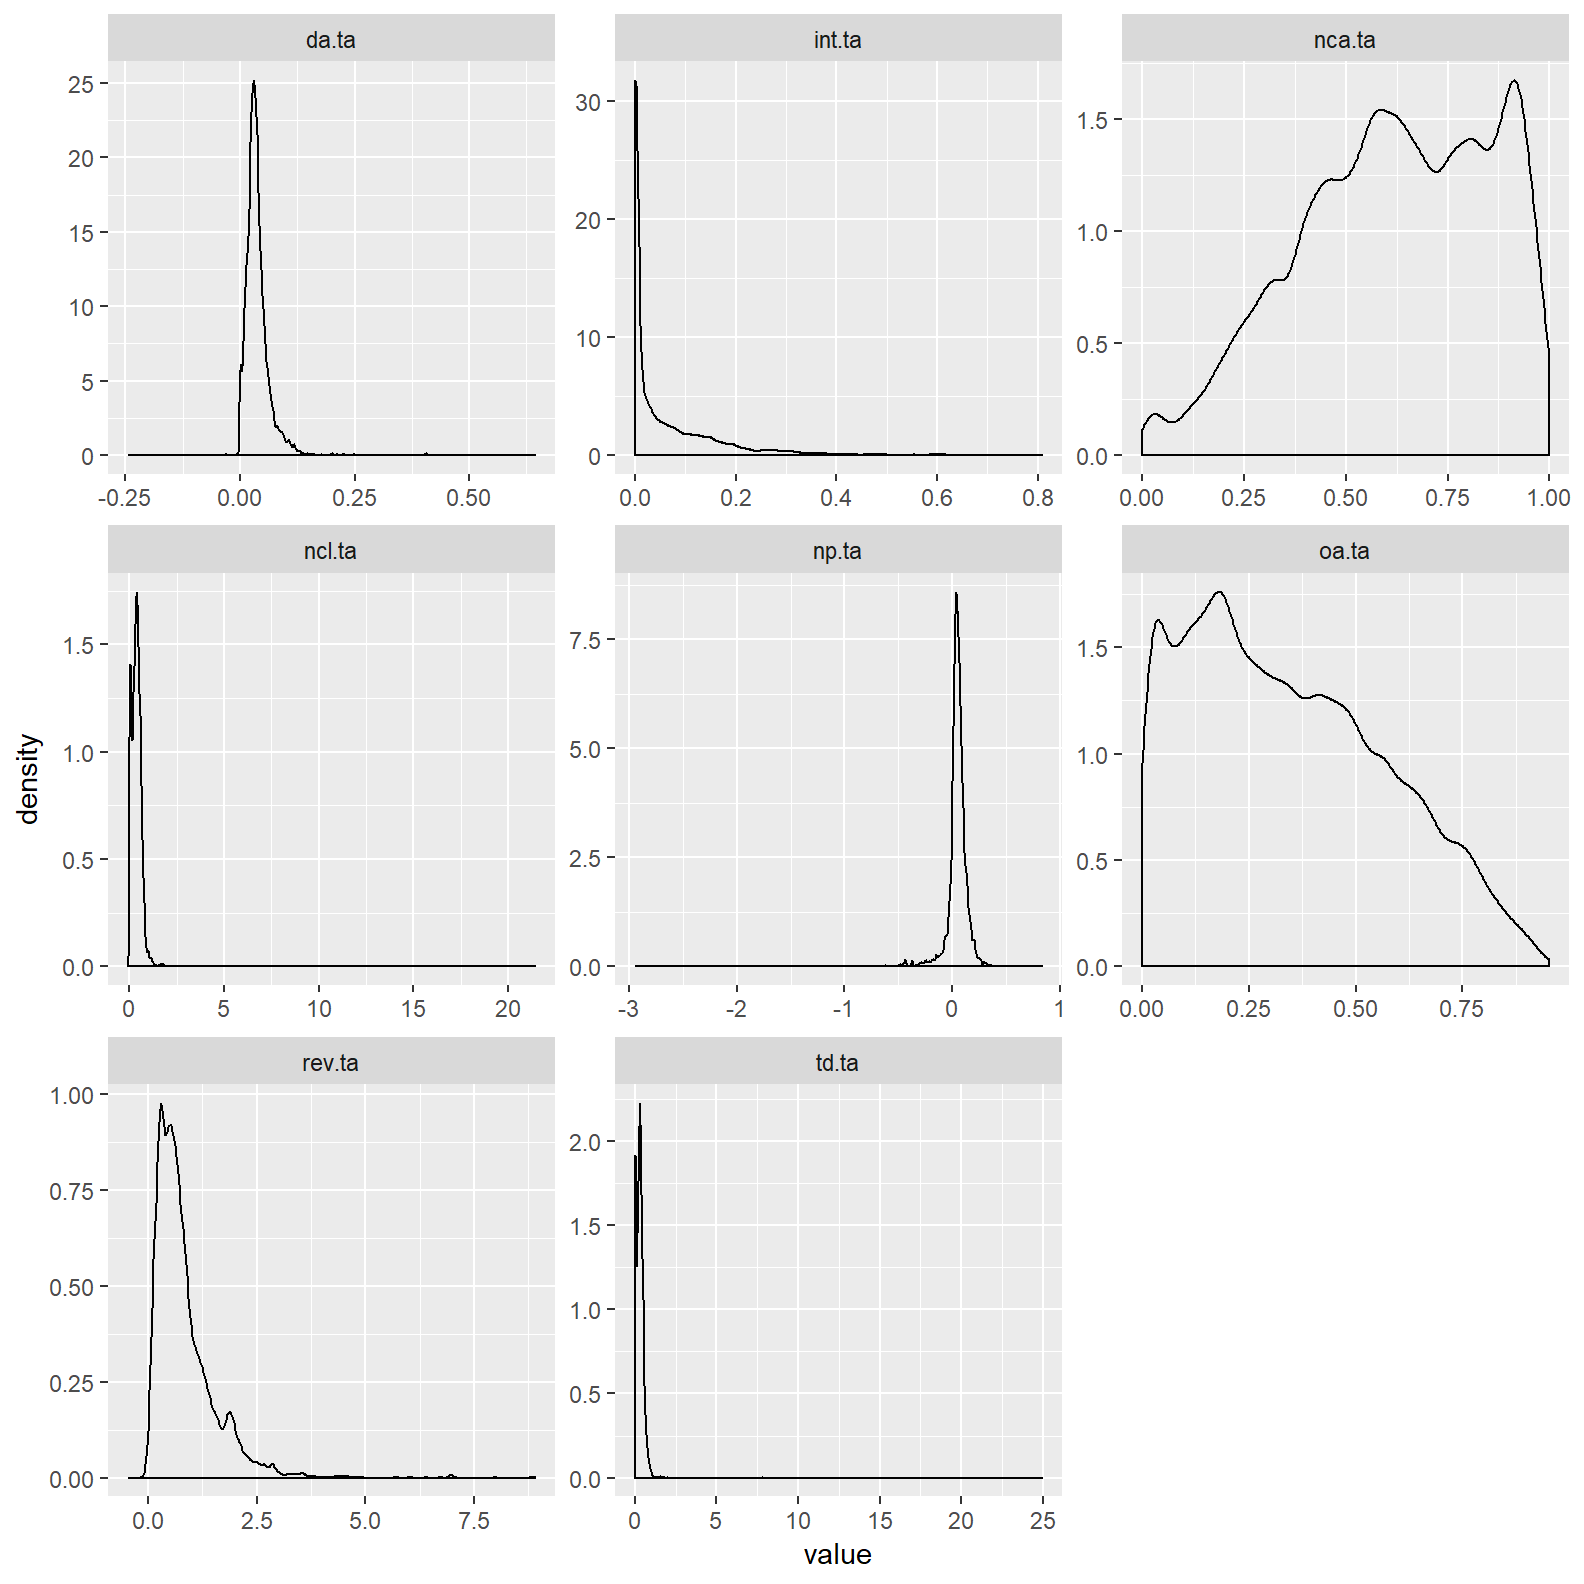 da.ta int.ta nca.ta
25
20
15
10
5
0
-0.25 0.00 0.25 0.50
30
20
10
0
0.0 0.2 0.4 0.6 0.8
1.5
1.0
0.5
0.0
0.00 0.25 0.50 0.75 1.00
ncl.ta np.ta oa.ta
density
1.5
1.0
0.5
0.0
0 5 10 15 20
7.5
5.0
2.5
0.0
-3 -2 -1 0 1
1.5
1.0
0.5
0.0
0.00 0.25 0.50 0.75
rev.ta td.ta
1.00
0.75
0.50
0.25
0.00
0.0 2.5 5.0 7.5
2.0
1.5
1.0
0.5
0.0
0 5 10 15 20 25
value